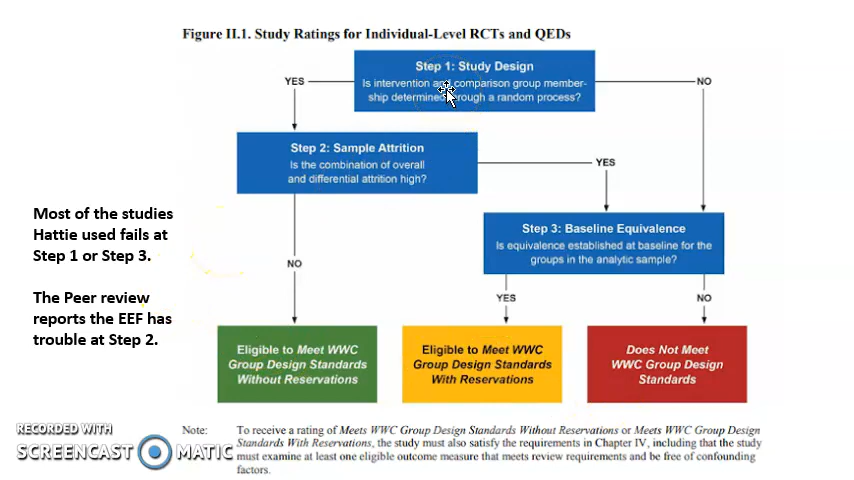 Figure II.1. Study Ratings for Individual-Level RCTs and QEDs
Step 1: Study Design
Is intervention and comparison group member-
ship determined through a random process?
YES
NO
Step 2: Sample Attrition
Is the combination of overall
and differential attrition high?
YES
Step 3: Baseline Equivalence
Is equivalence established at baseline for the
groups in the analytic sample?
Most of the studies
Hattie used fails at
Step 1 or Step 3.
The Peer review
reports the EEF has
trouble at Step 2.
NO
YES
NO
Eligible to Meet WWC
Group Design Standards
Without Reservations
Eligible to Meet WWC
Group Design Standards
With Reservations
Does Not Meet
WWC Group Design
Standards
Note: To receive a rating of Meets WWC Group Design Standards Without Reservations or Meets WWC Group Design
Standards With Reservations, the study must also satisfy the requirements in Chapter IV, including that the study
must examine at least one eligible outcome measure that meets review requirements and be free of confounding
factors.
RECORDED WITH
SCREENCAST MATIC